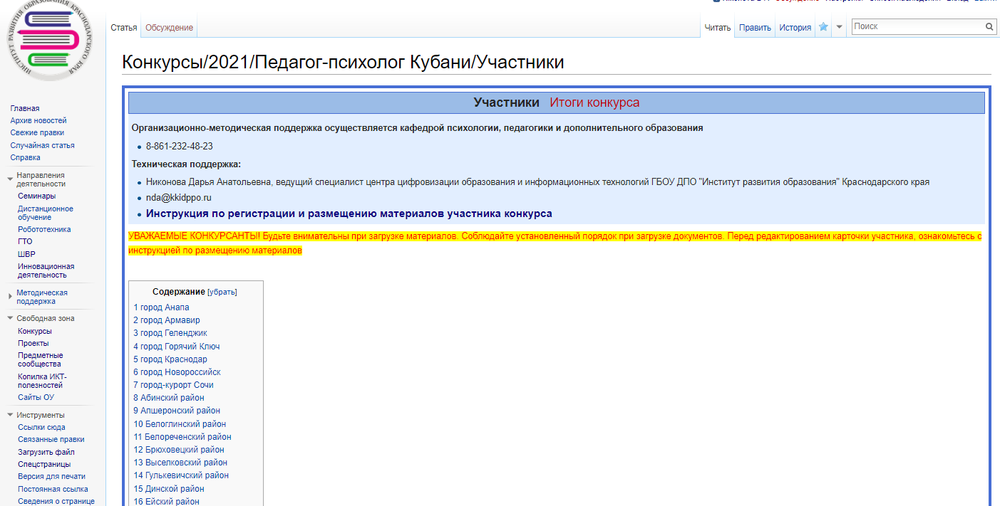 ИНСТИТУТ РАЗВИТИЯ ОБРАЗОВАНИЯ КРАСНОДАРСКОГО КРАЯ
Статья
Обсуждение
Читать
Править
История
Поиск
Конкурсы/2021/Педагог-психолог Кубани/Участники
Участники Итоги конкурса
Организационно-методическая поддержка осуществляется кафедрой психологии, педагогики и дополнительного образования
8-861-232-48-23
Техническая поддержка:
Никонова Дарья Анатольевна, ведущий специалист центра цифровизации образования и информационных технологий ГБОУ ДПО "Институт развития образования" Краснодарского края
nda@kkidppo.ru
Инструкция по регистрации и размещению материалов участника конкурса
УВАЖАЕМЫЕ КОНКУРСАНТЫ! Будьте внимательны при загрузке материалов. Соблюдайте установленный порядок при загрузке документов. Перед редактированием карточки участника, ознакомьтесь с
инструкцией по размещению материалов
Содержание [убрать]
1 город Анапа
2 город Армавир
3 город Геленджик
4 город Горячий Ключ
5 город Краснодар
6 город Новороссийск
7 город-курорт Сочи
8 Абинский район
9 Апшеронский район
10 Белоглинский район
11 Белореченский район
12 Брюховецкий район
13 Выселковский район
14 Гулькевичский район
15 Динской район
16 Ейский район
Главная
Архив новостей
Свежие правки
Случайная статья
Справка
Направления
деятельности
Семинары
Дистанционное
обучение
Робототехника
ГТО
ШВР
Инновационная
деятельность
Методическая
поддержка
Свободная зона
Конкурсы
Проекты
Предметные
сообщества
Копилка ИКТ-
полезностей
Сайты ОУ
Инструменты
Ссылки сюда
Связанные правки
Загрузить файл
Спецстраницы
Версия для печати
Постоянная ссылка
Сведения о странице